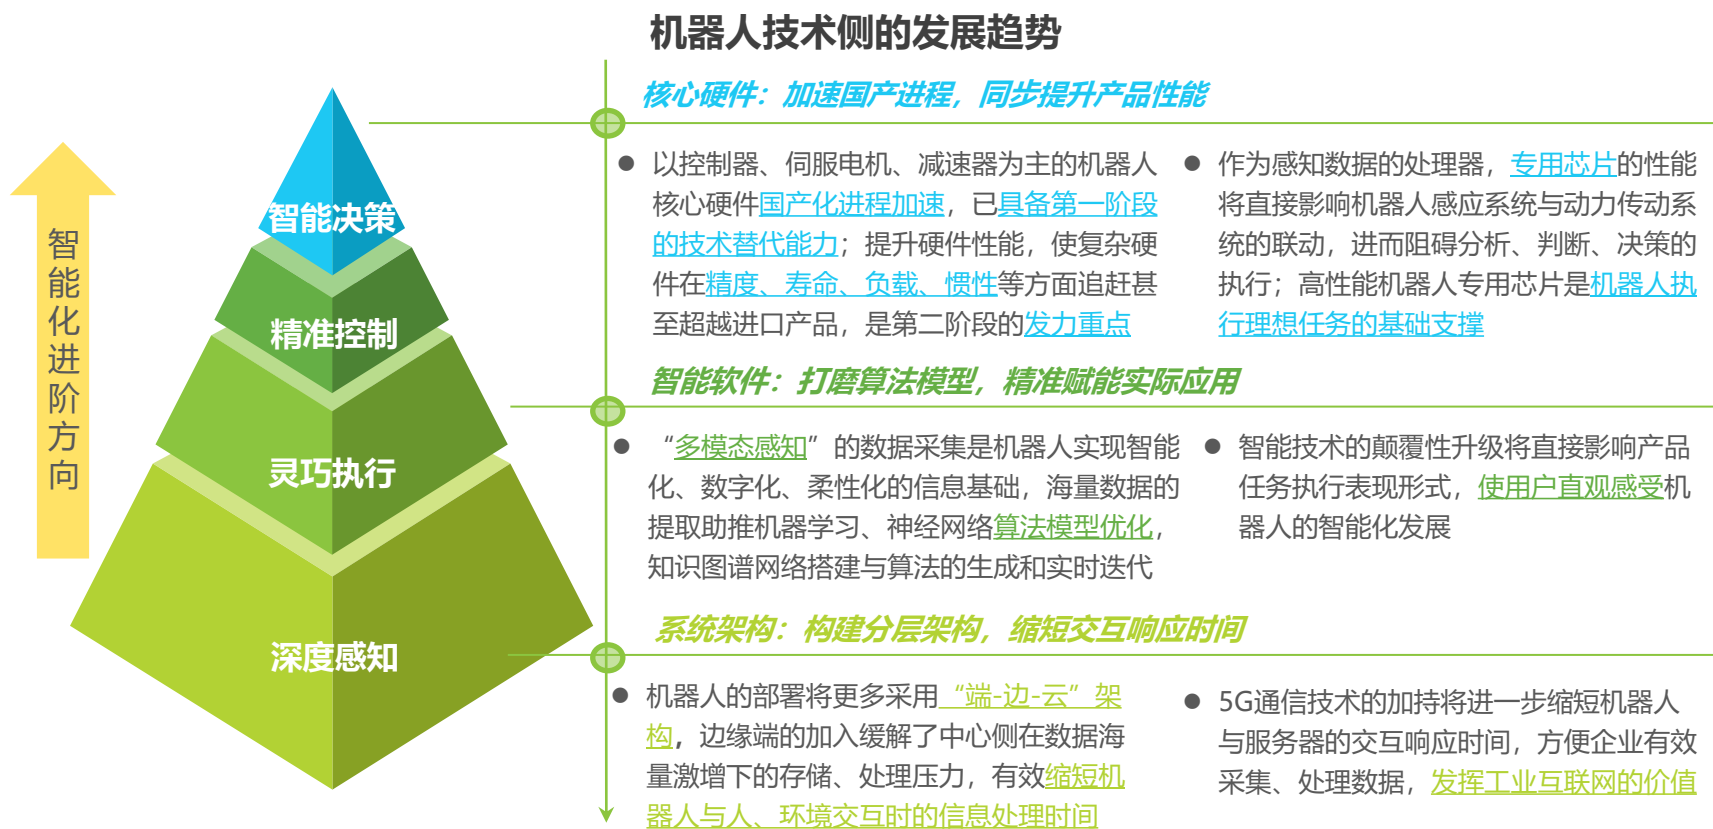 机器人技术侧的发展趋势
智能化进阶方向
智能决策
精准控制
灵巧执行
深度感知
核心硬件：加速国产进程，同步提升产品性能
以控制器、伺服电机、减速器为主的机器人
核心硬件国产化进程加速，已具备第一阶段
的技术替代能力；提升硬件性能，使复杂硬
件在精度、寿命、负载、惯性等方面追赶甚
至超越进口产品，是第二阶段的发力重点
作为感知数据的处理器，专用芯片的性能
将直接影响机器人感应系统与动力传动系
统的联动，进而阻碍分析、判断、决策的
执行；高性能机器人专用芯片是机器人执
行理想任务的基础支撑
智能软件：打磨算法模型，精准赋能实际应用
“多模态感知”的数据采集是机器人实现智能
化、数字化、柔性化的信息基础，海量数据的
提取助推机器学习、神经网络算法模型优化，
知识图谱网络搭建与算法的生成和实时迭代
智能技术的颠覆性升级将直接影响产品
任务执行表现形式，使用户直观感受机
器人的智能化发展
系统架构：构建分层架构，缩短交互响应时间
机器人的部署将更多采用“端-边-云”架
构，边缘端的加入缓解了中心侧在数据海
量激增下的存储、处理压力，有效缩短机
器人与人、环境交互时的信息处理时间
5G通信技术的加持将进一步缩短机器人
与服务器的交互响应时间，方便企业有效
采集、处理数据，发挥工业互联网的价值